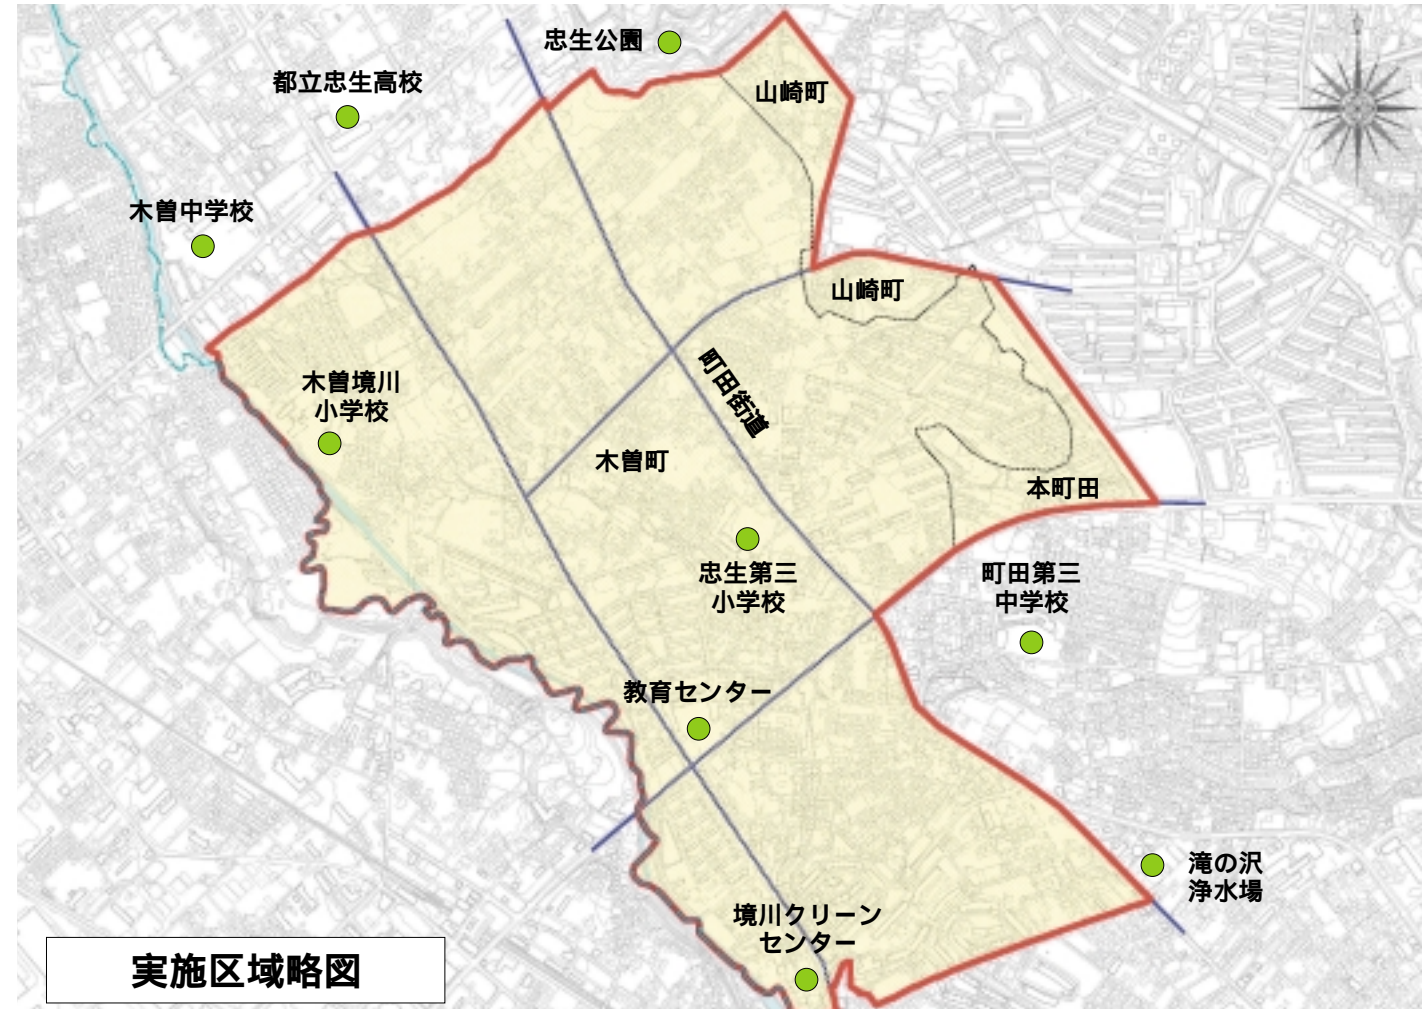 忠生公園
都立忠生高校
山崎町
木曽中学校
山崎町
木曽境川
小学校
町田街道
木曽町
本町田
忠生第三
小学校
町田第三
中学校
教育センター
滝の沢
浄水場
境川クリーン
センター
実施区域略図